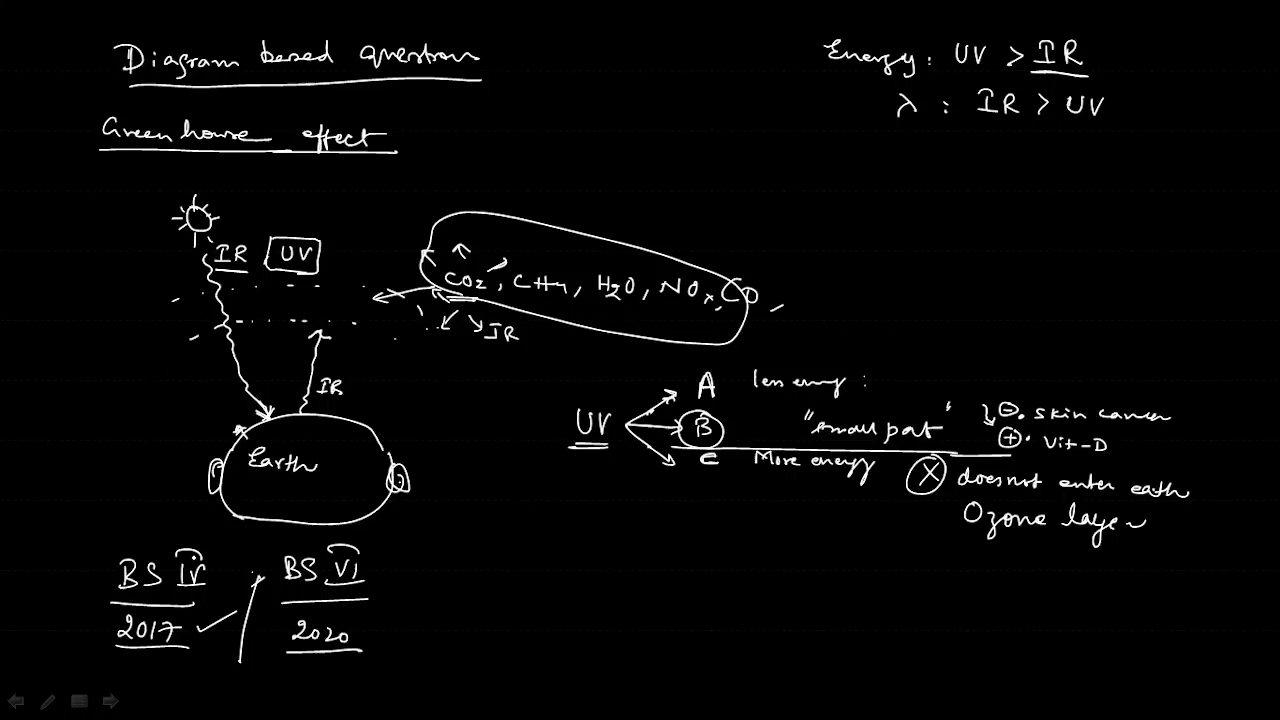 Diagram based question
Energy: UV > IR
λ : IR > UV
Greenhouse effect
IR UV
CO2, CH4, H2O, NOx, CO
IR
IR
Earth
UV
A less energy :
B "small part" ⊖. skin cancer
⊕. Vit-D
C More energy X does not enter earth
Ozone layer
BS IV / BS VI
2017 2020